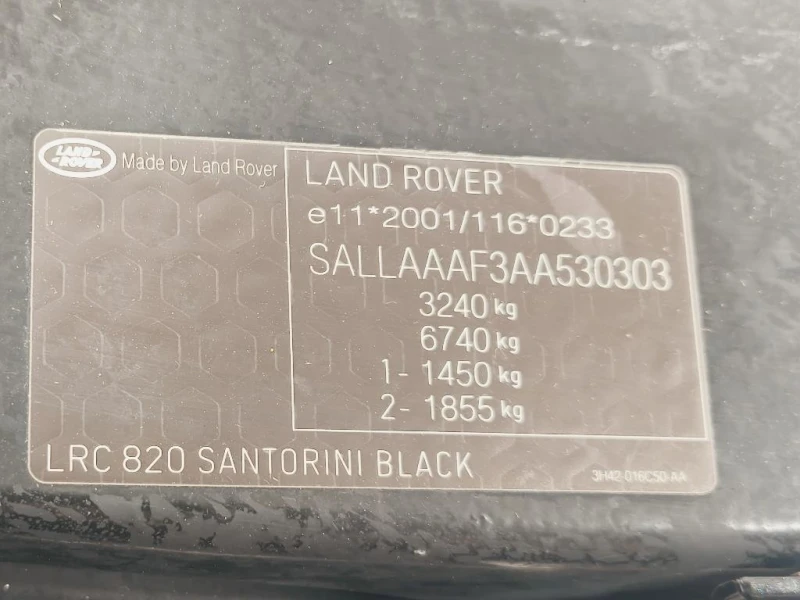 LAND ROVER
Made by Land Rover
LAND ROVER
e11*2001/116*0233
SALLAAAF3AA530303
3240 kg
6740 kg
1- 1450 kg
2- 1855 kg
LRC 820 SANTORINI BLACK
3H42 016C50 AA